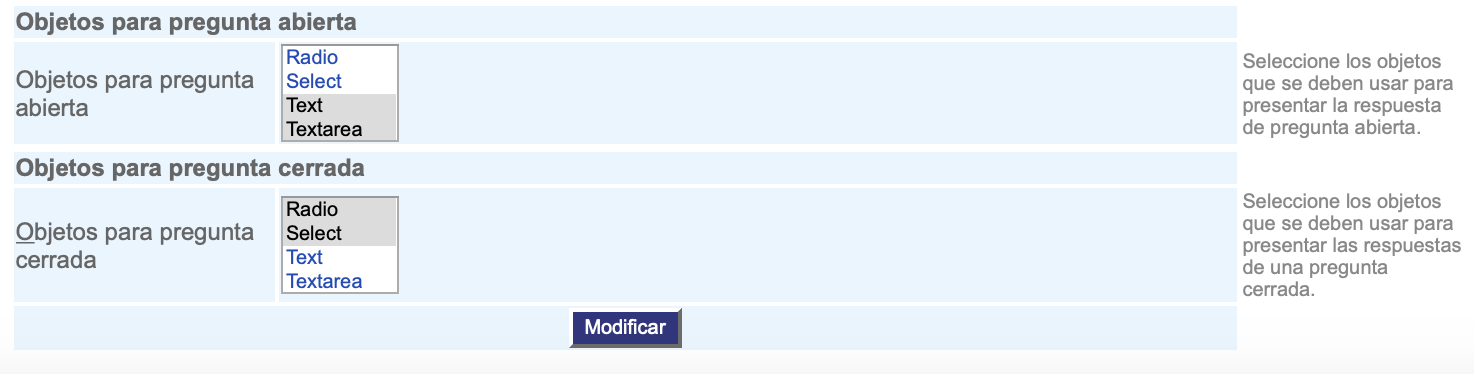 Objetos para pregunta abierta
Objetos para pregunta
abierta
Radio
Select
Text
Textarea
Seleccione los objetos
que se deben usar para
presentar la respuesta
de pregunta abierta.
Objetos para pregunta cerrada
Objetos para pregunta
cerrada
Radio
Select
Text
Textarea
Seleccione los objetos
que se deben usar para
presentar las respuestas
de una pregunta
cerrada.
Modificar